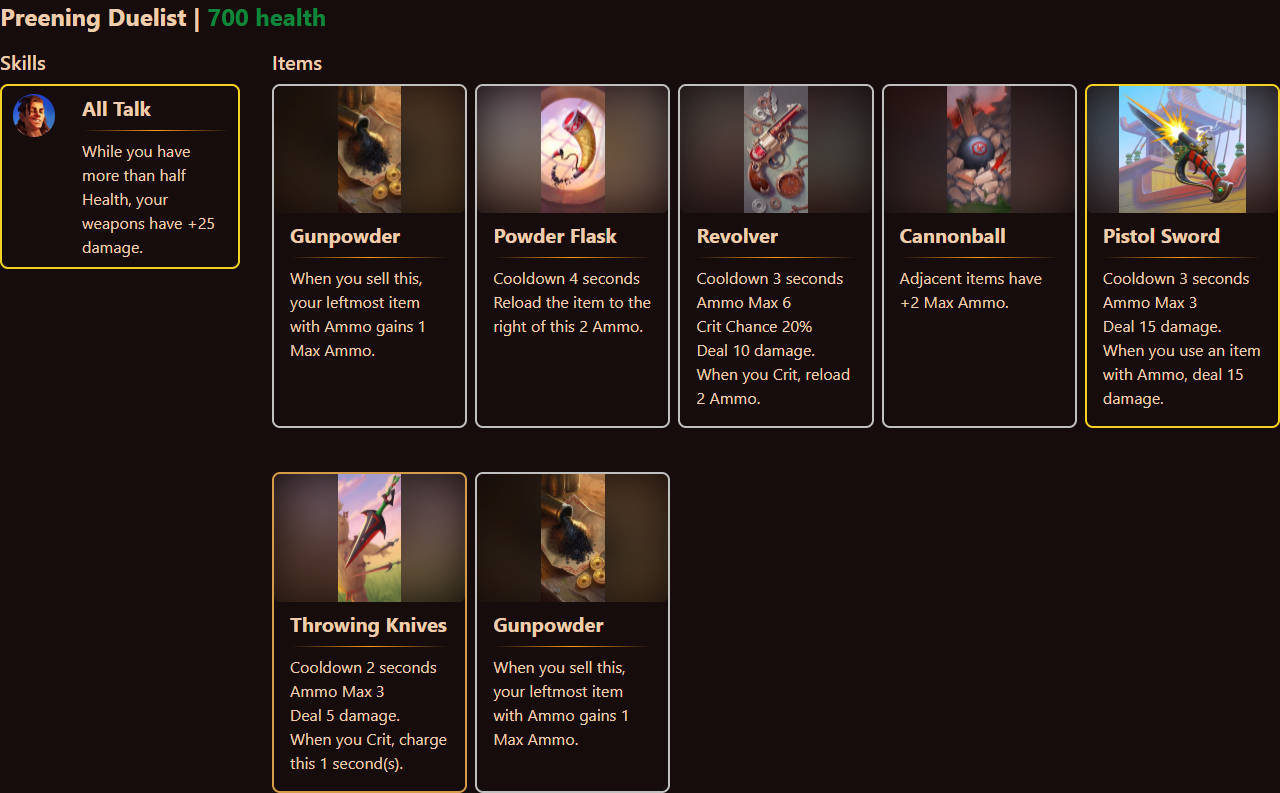 Preening Duelist | 700 health
Skills
Items
All Talk
While you have
more than half
Health, your
weapons have +25
damage.
Gunpowder
When you sell this,
your leftmost item
with Ammo gains 1
Max Ammo.
Powder Flask
Cooldown 4 seconds
Reload the item to the
right of this 2 Ammo.
Revolver
Cooldown 3 seconds
Ammo Max 6
Crit Chance 20%
Deal 10 damage.
When you Crit, reload
2 Ammo.
Cannonball
Adjacent items have
+2 Max Ammo.
Pistol Sword
Cooldown 3 seconds
Ammo Max 3
Deal 15 damage.
When you use an item
with Ammo, deal 15
damage.
Throwing Knives
Cooldown 2 seconds
Ammo Max 3
Deal 5 damage.
When you Crit, charge
this 1 second(s).
Gunpowder
When you sell this,
your leftmost item
with Ammo gains 1
Max Ammo.